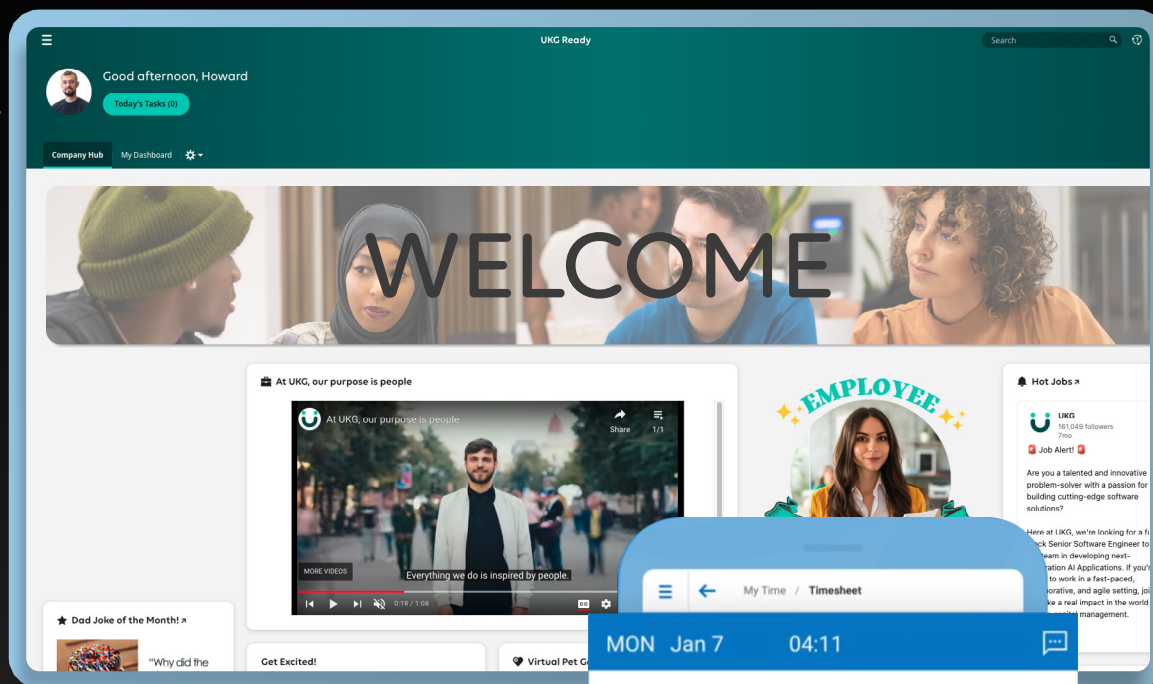 UKG Ready
Search
Good afternoon, Howard
Today's Tasks (0)
Company Hub
My Dashboard
WELCOME
At UKG, our purpose is people
At UKG, our purpose is people
Share
1/1
MORE VIDEOS
Everything we do is inspired by people.
0:18 / 1:08
EMPLOYEE
Hot Jobs
UKG
161,049 followers
7mo
Job Alert!
Are you a talented and innovative
problem-solver with a passion for
building cutting-edge software
solutions?
Here at UKG, we're looking for a
Senior Software Engineer to
team in developing next-
AI Applications. If you're
to work in a fast-paced,
and agile setting,
a real impact in the world
management.
Dad Joke of the Month!
"Why did the
Get Excited!
Virtual Pet
My Time / Timesheet
MON Jan 7 04:11